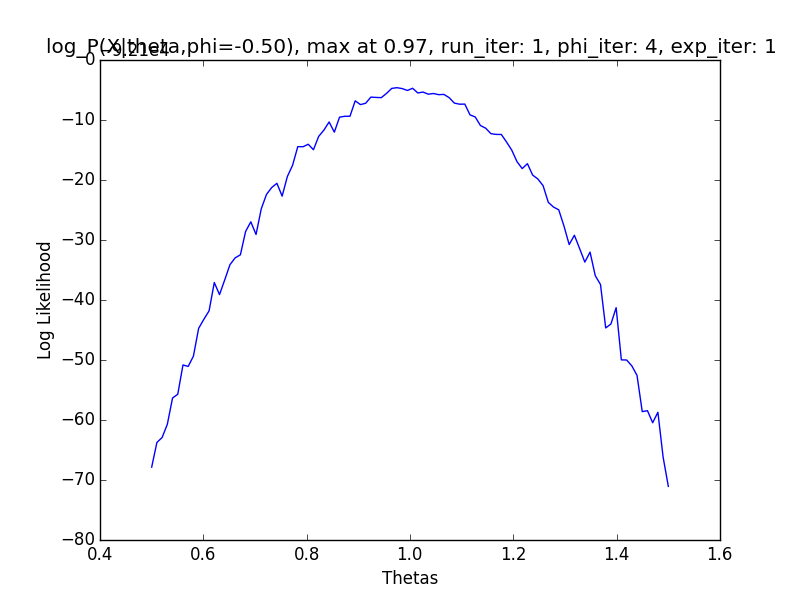 log_P(X|theta,phi=-0.50), max at 0.97, run_iter: 1, phi_iter: 4, exp_iter: 1
−9.21e4
0
−10
−20
−30
−40
−50
−60
−70
−80
Log Likelihood
0.4 0.6 0.8 1.0 1.2 1.4 1.6
Thetas